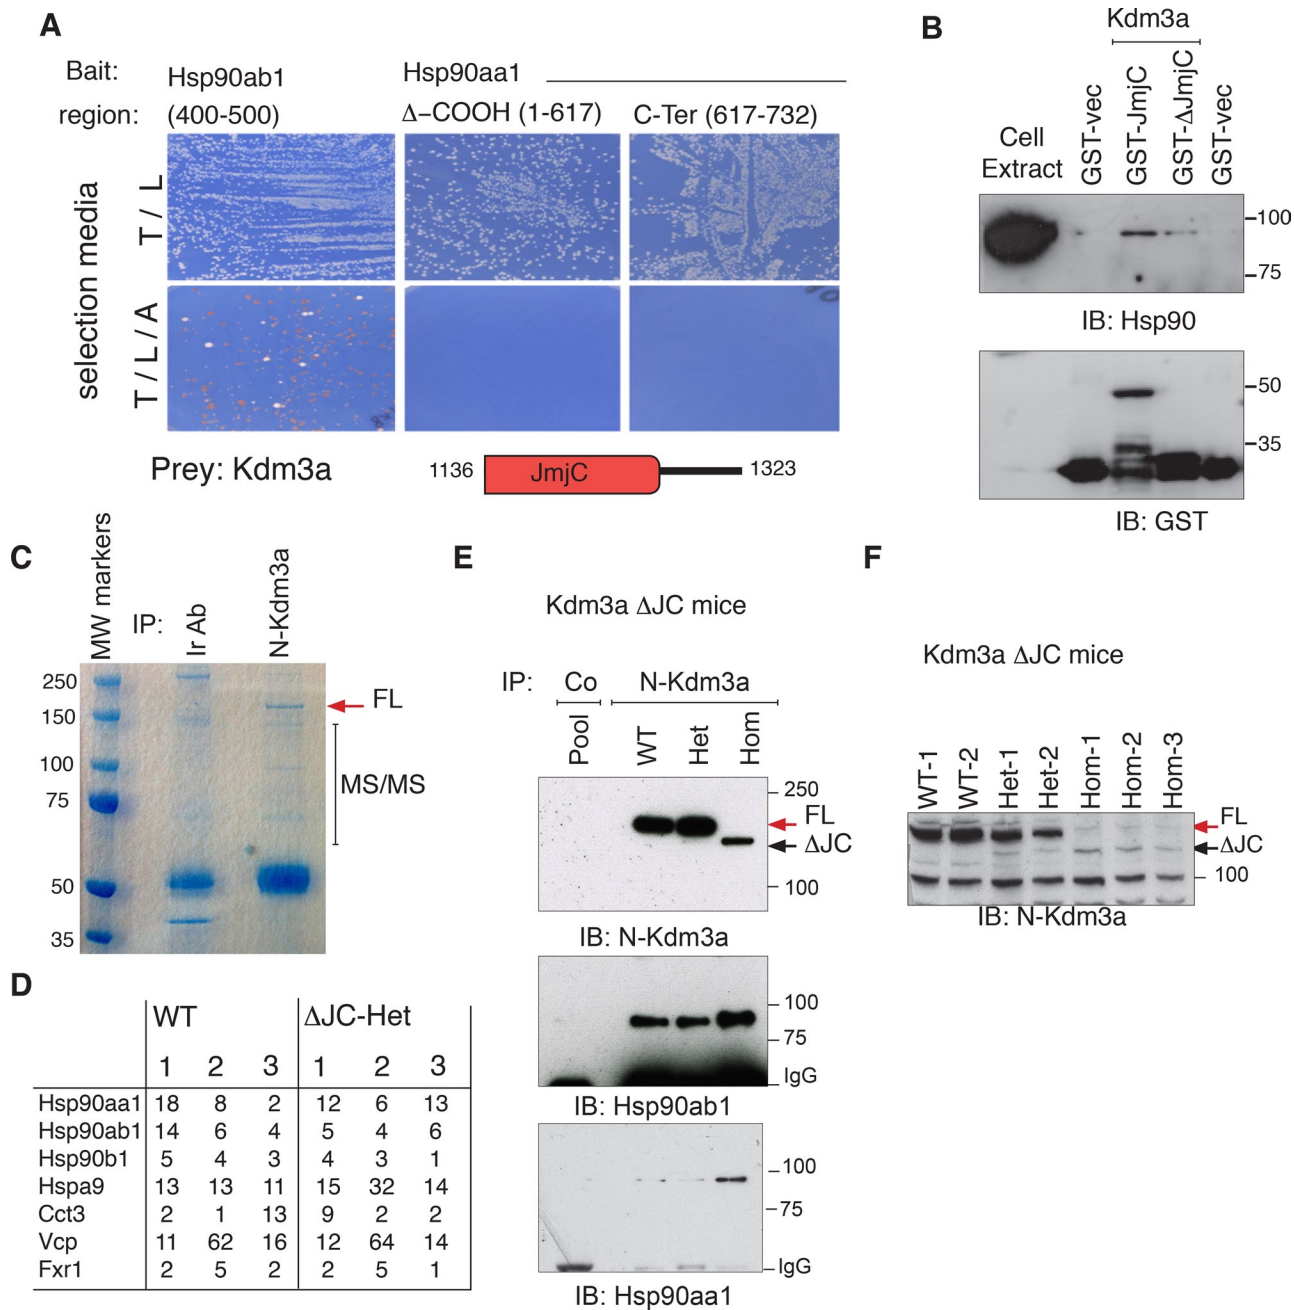 A
Bait: Hsp90ab1 Hsp90aa1
region: (400-500) Δ–COOH (1-617) C-Ter (617-732)
selection media
T / L
T / L / A
Prey: Kdm3a
1136 JmjC 1323
B
Kdm3a
Cell Extract
GST-vec
GST-JmjC
GST-ΔJmjC
GST-vec
100
75
IB: Hsp90
50
35
IB: GST
C
MW markers
IP: Ir Ab N-Kdm3a
250
150
100
75
50
35
FL
MS/MS
D
WT ΔJC-Het
1 2 3 1 2 3
Hsp90aa1 18 8 2 12 6 13
Hsp90ab1 14 6 4 5 4 6
Hsp90b1 5 4 3 4 3 1
Hspa9 13 13 11 15 32 14
Cct3 2 1 13 9 2 2
Vcp 11 62 16 12 64 14
Fxr1 2 5 2 2 5 1
E
Kdm3a ΔJC mice
IP: Co N-Kdm3a
Pool WT Het Hom
250
FL
ΔJC
100
IB: N-Kdm3a
100
75
IgG
IB: Hsp90ab1
100
75
IgG
IB: Hsp90aa1
F
Kdm3a ΔJC mice
WT-1 WT-2 Het-1 Het-2 Hom-1 Hom-2 Hom-3
FL
ΔJC
100
IB: N-Kdm3a